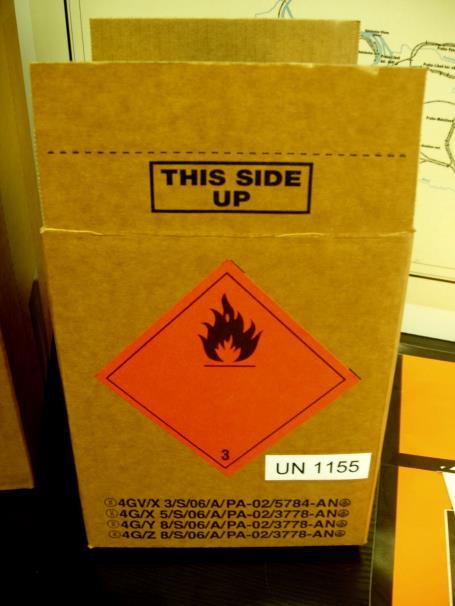 THIS SIDE
UP
3
UN 1155
4GV/X 3/S/06/A/PA-02/5784-AN
4G/X 5/S/06/A/PA-02/3778-AN
4G/Y 8/S/06/A/PA-02/3778-AN
4G/Z 8/S/06/A/PA-02/3778-AN